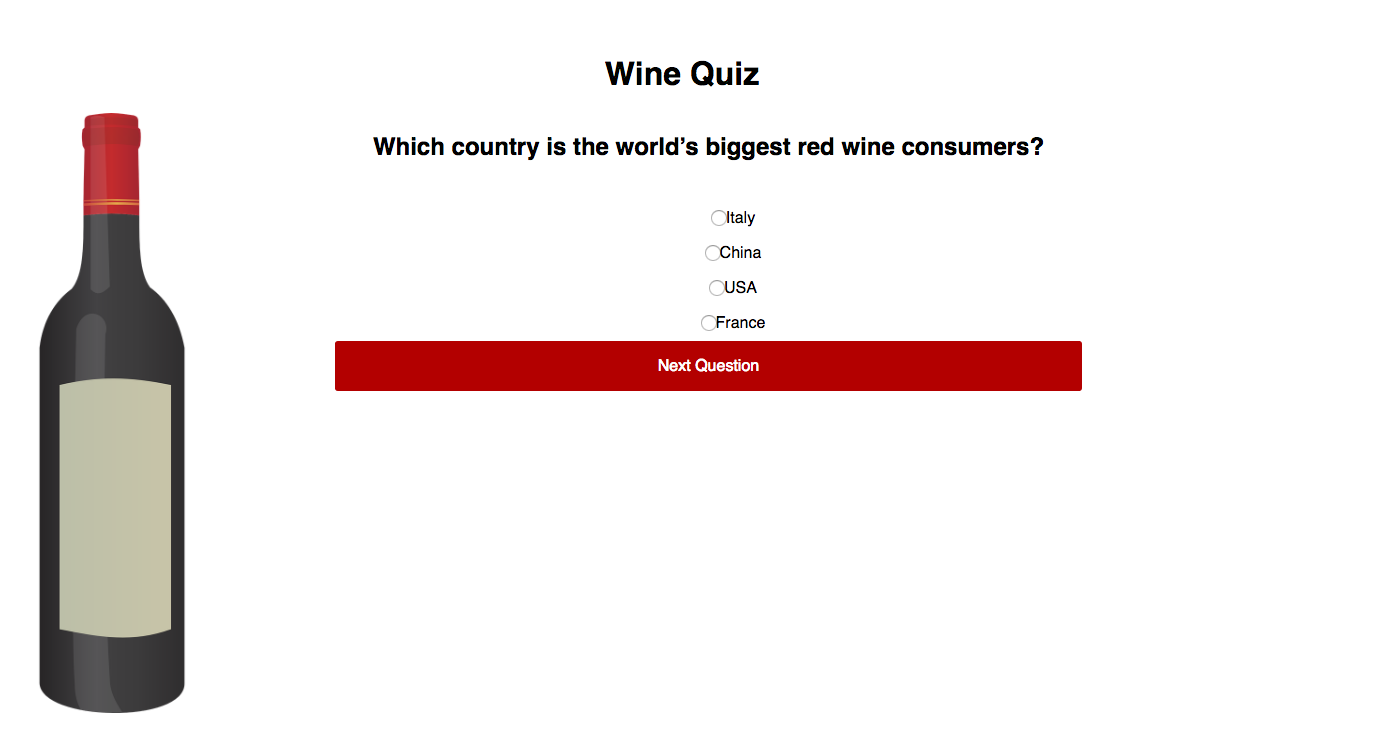 Wine Quiz
Which country is the world’s biggest red wine consumers?
Italy
China
USA
France
Next Question